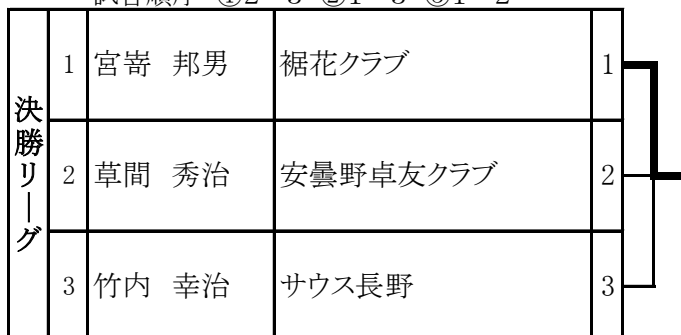 1 宮嵜 邦男 裾花クラブ 1
決勝リーグ
2 草間 秀治 安曇野卓友クラブ 2
3 竹内 幸治 サウス長野 3